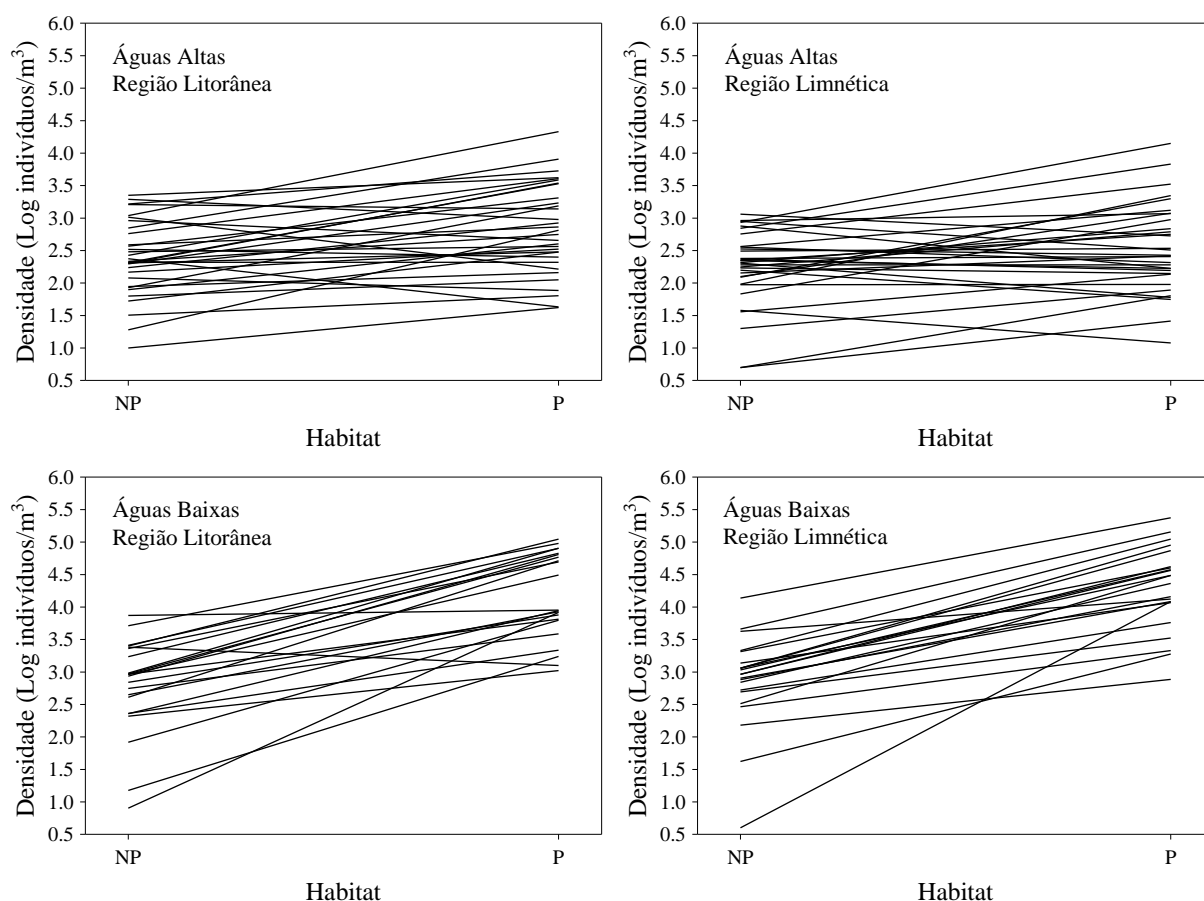 Densidade (Log indivíduos/m³)
6.0
5.5
5.0
4.5
4.0
3.5
3.0
2.5
2.0
1.5
1.0
0.5
Águas Altas
Região Litorânea
NP
P
Habitat
Densidade (Log indivíduos/m³)
6.0
5.5
5.0
4.5
4.0
3.5
3.0
2.5
2.0
1.5
1.0
0.5
Águas Altas
Região Limnética
NP
P
Habitat
Densidade (Log indivíduos/m³)
6.0
5.5
5.0
4.5
4.0
3.5
3.0
2.5
2.0
1.5
1.0
0.5
Águas Baixas
Região Litorânea
NP
P
Habitat
Densidade (Log indivíduos/m³)
6.0
5.5
5.0
4.5
4.0
3.5
3.0
2.5
2.0
1.5
1.0
0.5
Águas Baixas
Região Limnética
NP
P
Habitat